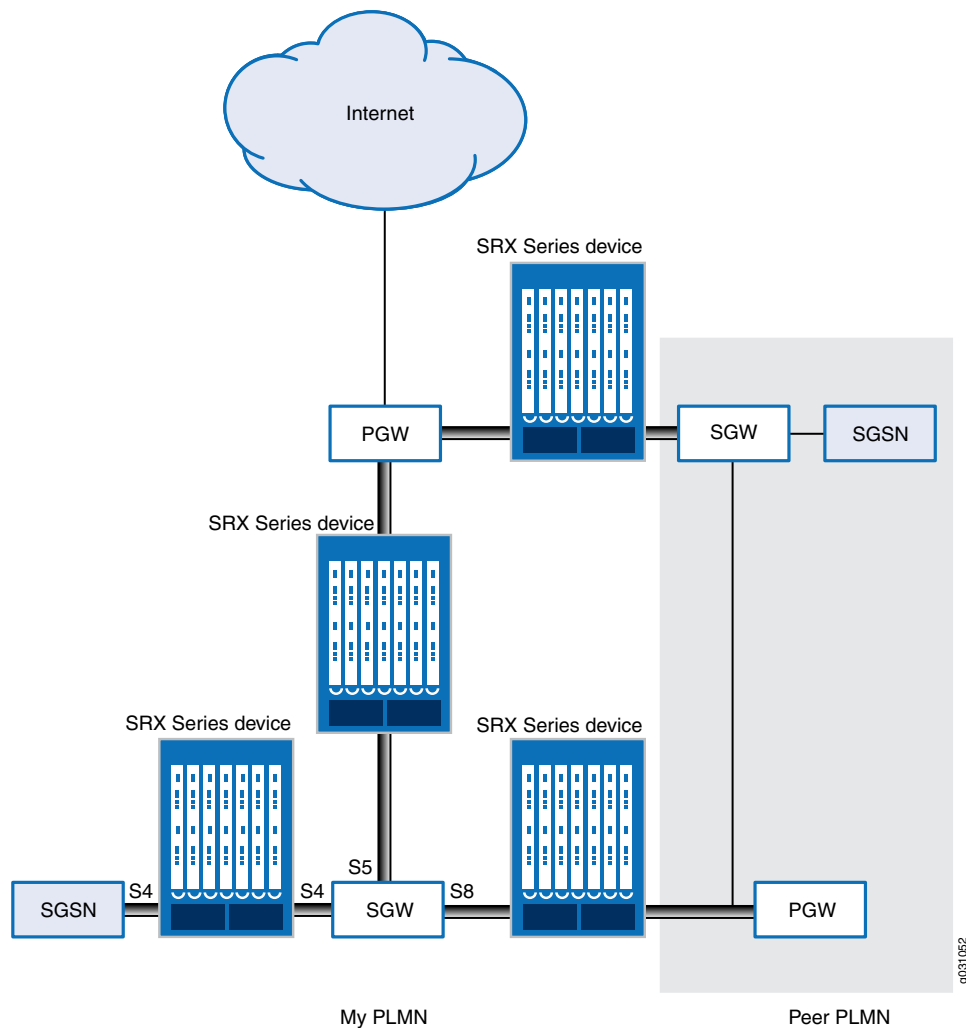 Internet
SRX Series device
PGW
SGW
SGSN
SRX Series device
SRX Series device
SRX Series device
S5
S4
S4
S8
SGSN
SGW
PGW
g031052
My PLMN
Peer PLMN